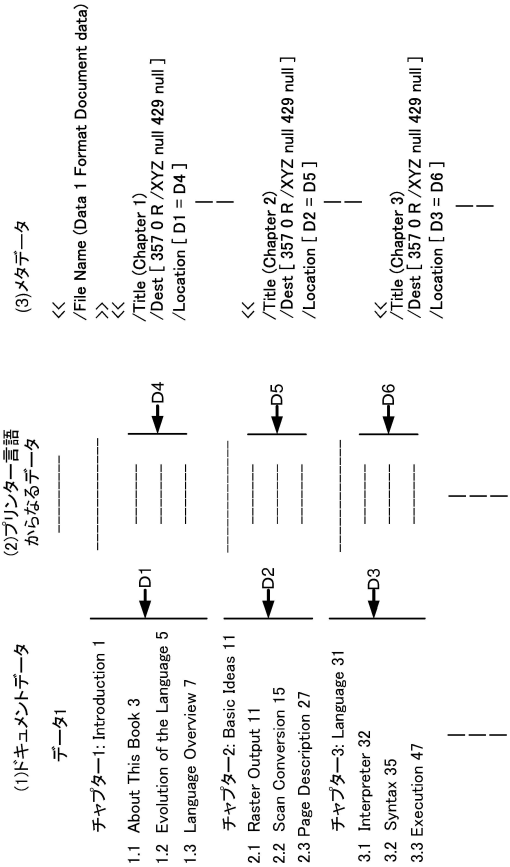 (1)ドキュメントデータ
データ1
チャプター1: Introduction 1
1.1 About This Book 3
1.2 Evolution of the Language 5
1.3 Language Overview 7
D1
チャプター2: Basic Ideas 11
2.1 Raster Output 11
2.2 Scan Conversion 15
2.3 Page Description 27
D2
チャプター3: Language 31
3.1 Interpreter 32
3.2 Syntax 35
3.3 Execution 47
D3
(2)プリンター言語
からなるデータ
D4
D5
D6
(3)メタデータ
<<
/File Name (Data 1 Format Document data)
>>
<<
/Title (Chapter 1)
/Dest [ 357 0 R /XYZ null 429 null ]
/Location [ D1 = D4 ]
<<
/Title (Chapter 2)
/Dest [ 357 0 R /XYZ null 429 null ]
/Location [ D2 = D5 ]
<<
/Title (Chapter 3)
/Dest [ 357 0 R /XYZ null 429 null ]
/Location [ D3 = D6 ]